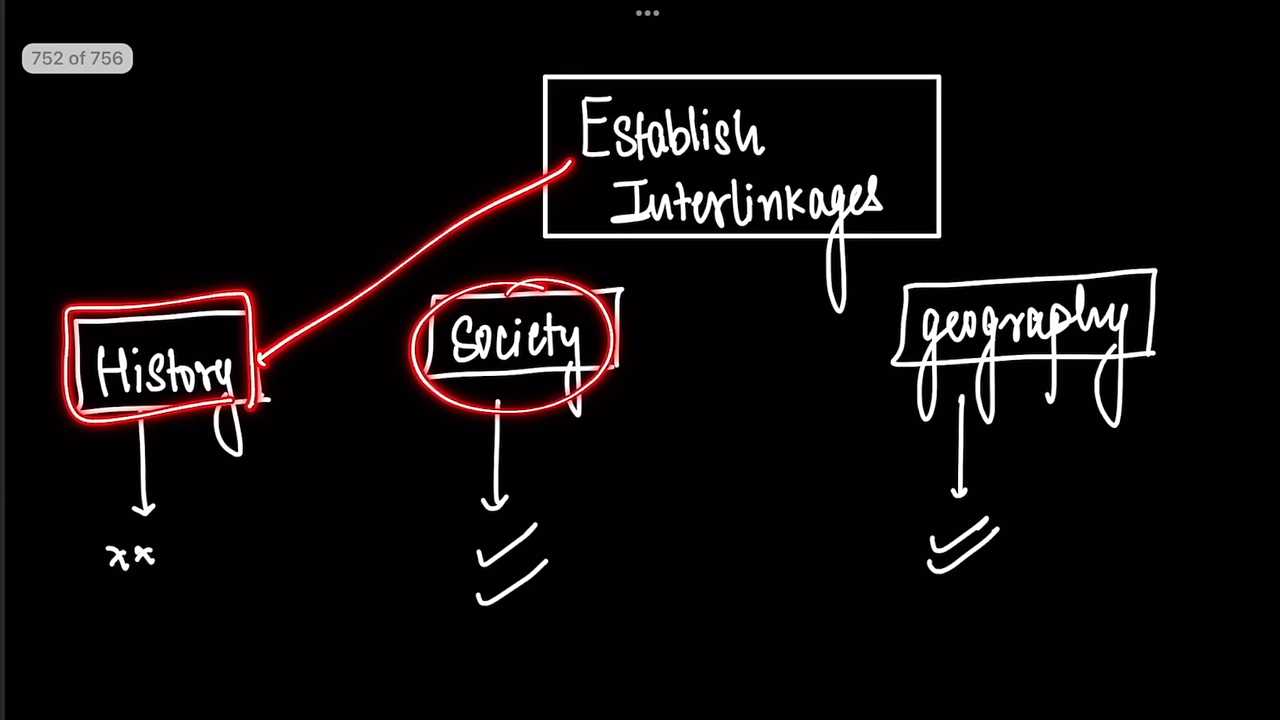 752 of 756
Establish
Interlinkages
History
Society
geography